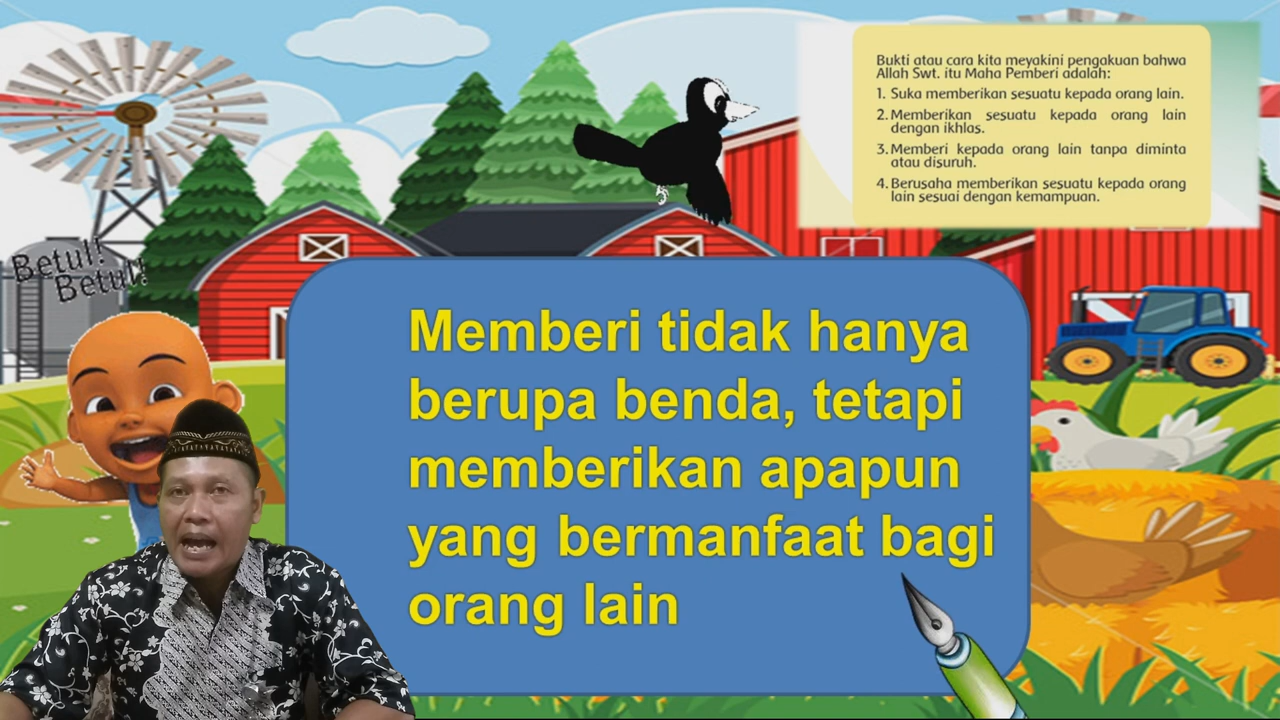 Bukti atau cara kita meyakini pengakuan bahwa
Allah Swt. itu Maha Pemberi adalah:
1. Suka memberikan sesuatu kepada orang lain.
2. Memberikan sesuatu kepada orang lain
dengan ikhlas.
3. Memberi kepada orang lain tanpa diminta
atau disuruh.
4. Berusaha memberikan sesuatu kepada orang
lain sesuai dengan kemampuan.
Betul!
Betul!
Memberi tidak hanya
berupa benda, tetapi
memberikan apapun
yang bermanfaat bagi
orang lain